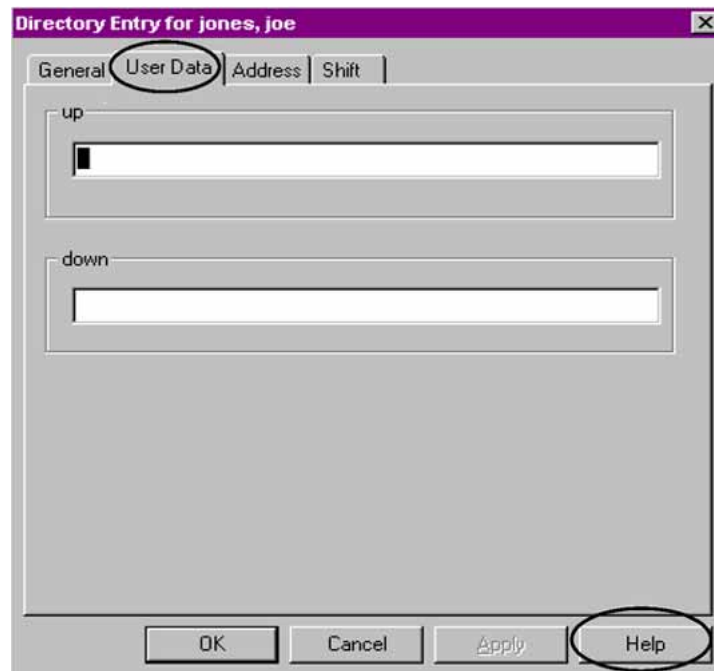 Directory Entry for jones, joe
General User Data Address Shift
up
down
OK Cancel Apply Help